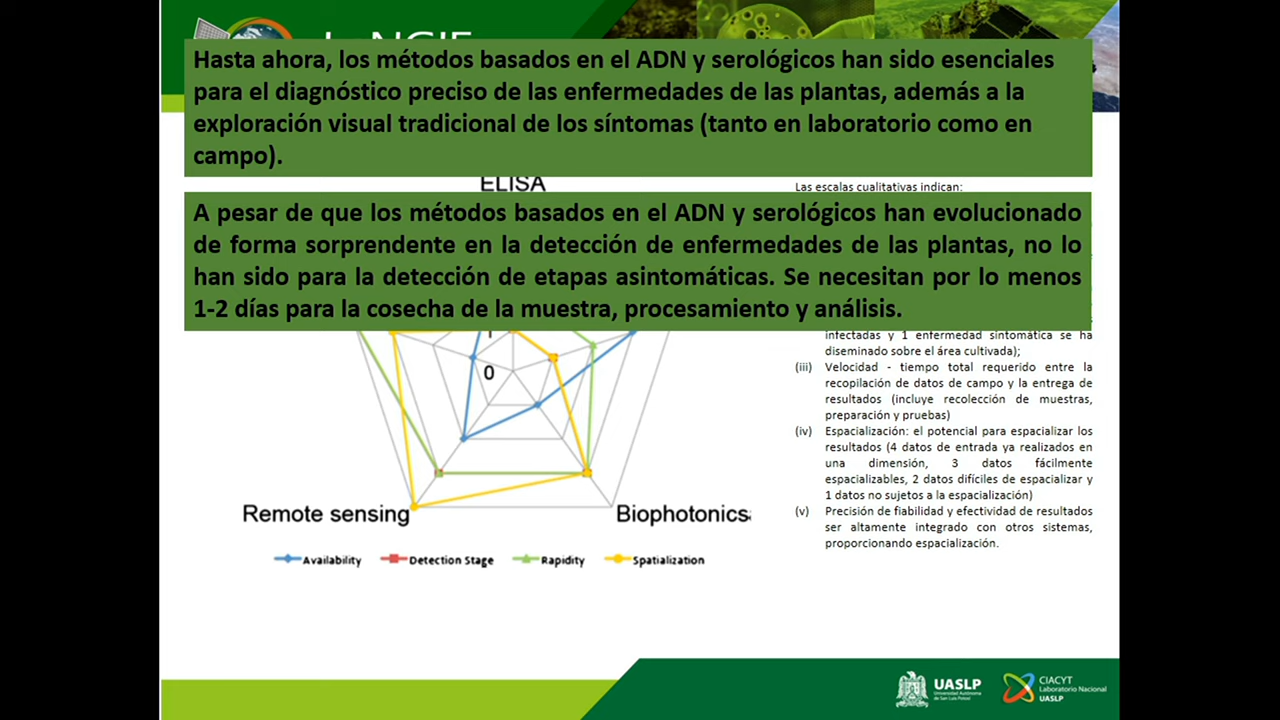 Hasta ahora, los métodos basados en el ADN y serológicos han sido esenciales
para el diagnóstico preciso de las enfermedades de las plantas, además a la
exploración visual tradicional de los síntomas (tanto en laboratorio como en
campo).
ELISA
Las escalas cualitativas indican:
A pesar de que los métodos basados en el ADN y serológicos han evolucionado
de forma sorprendente en la detección de enfermedades de las plantas, no lo
han sido para la detección de etapas asintomáticas. Se necesitan por lo menos
1-2 días para la cosecha de la muestra, procesamiento y análisis.
1
0
infectadas y 1 enfermedad sintomática se ha
diseminado sobre el área cultivada);
(iii) Velocidad - tiempo total requerido entre la
recopilación de datos de campo y la entrega de
resultados (incluye recolección de muestras,
preparación y pruebas)
(iv) Espacialización: el potencial para espacializar los
resultados (4 datos de entrada ya realizados en
una dimensión, 3 datos fácilmente
espacializables, 2 datos difíciles de espacializar y
1 datos no sujetos a la espacialización)
(v) Precisión de fiabilidad y efectividad de resultados
ser altamente integrado con otros sistemas,
proporcionando espacialización.
Remote sensing
Biophotonics
Availability Detection Stage Rapidity Spatialization
UASLP
Universidad Autónoma
de San Luis Potosí
CIACYT
Laboratorio Nacional
UASLP